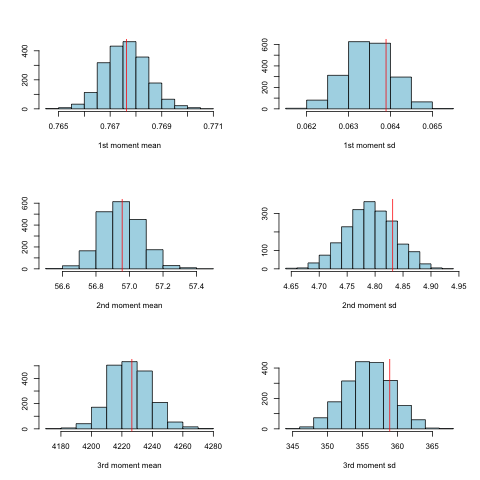 0 200 400
0.765 0.767 0.769 0.771
1st moment mean
0 200 400 600
0.062 0.063 0.064 0.065
1st moment sd
0 200 400 600
56.6 56.8 57.0 57.2 57.4
2nd moment mean
0 100 300
4.65 4.70 4.75 4.80 4.85 4.90 4.95
2nd moment sd
0 200 400
4180 4200 4220 4240 4260 4280
3rd moment mean
0 200 400
345 350 355 360 365
3rd moment sd